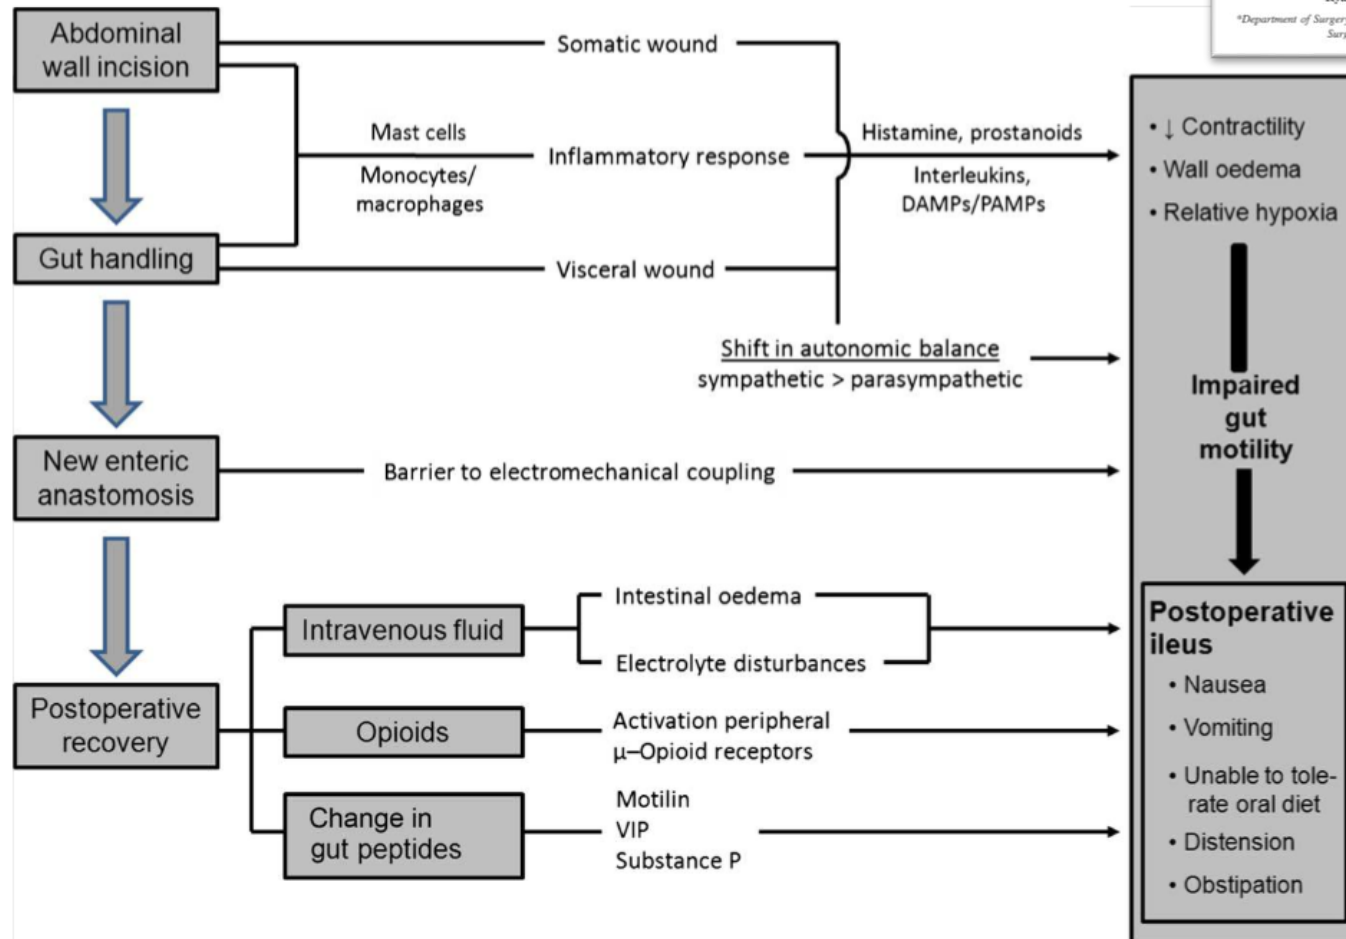 *Department of Surgery
Abdominal
wall incision
Somatic wound
Mast cells
Monocytes/
macrophages
Inflammatory response
Histamine, prostanoids
Interleukins,
DAMPs/PAMPs
• ↓ Contractility
• Wall oedema
• Relative hypoxia
Gut handling
Visceral wound
Shift in autonomic balance
sympathetic > parasympathetic
Impaired
gut
motility
New enteric
anastomosis
Barrier to electromechanical coupling
Postoperative
recovery
Intravenous fluid
Intestinal oedema
Electrolyte disturbances
Opioids
Activation peripheral
μ–Opioid receptors
Change in
gut peptides
Motilin
VIP
Substance P
Postoperative
ileus
• Nausea
• Vomiting
• Unable to tole-
rate oral diet
• Distension
• Obstipation